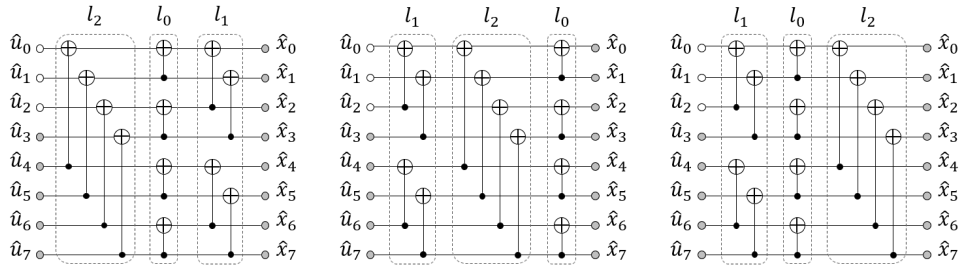 l₂ l₀ l₁ l₁ l₂ l₀ l₁ l₀ l₂
û₀ x̂₀ û₀ x̂₀ û₀ x̂₀
û₁ x̂₁ û₁ x̂₁ û₁ x̂₁
û₂ x̂₂ û₂ x̂₂ û₂ x̂₂
û₃ x̂₃ û₃ x̂₃ û₃ x̂₃
û₄ x̂₄ û₄ x̂₄ û₄ x̂₄
û₅ x̂₅ û₅ x̂₅ û₅ x̂₅
û₆ x̂₆ û₆ x̂₆ û₆ x̂₆
û₇ x̂₇ û₇ x̂₇ û₇ x̂₇